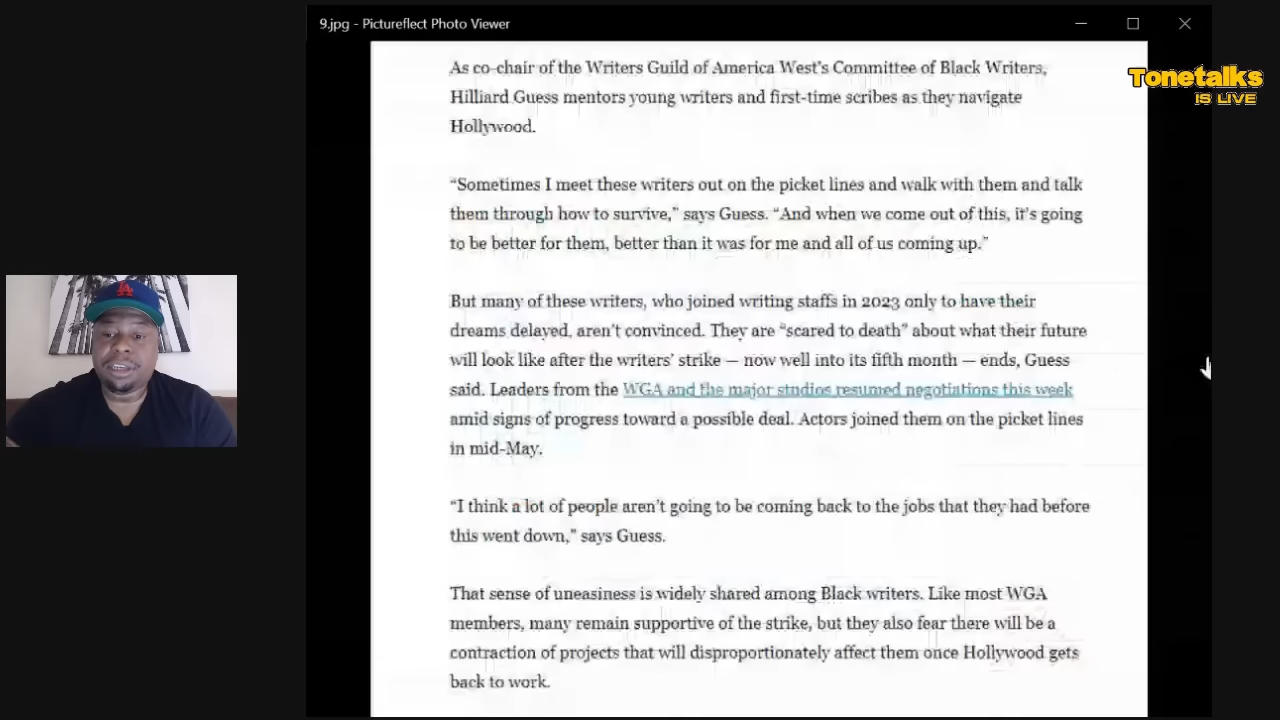 9.jpg - Pictureflect Photo Viewer
Tonetalks
IS LIVE
As co-chair of the Writers Guild of America West's Committee of Black Writers,
Hilliard Guess mentors young writers and first-time scribes as they navigate
Hollywood.
“Sometimes I meet these writers out on the picket lines and walk with them and talk
them through how to survive,” says Guess. “And when we come out of this, it's going
to be better for them, better than it was for me and all of us coming up.”
But many of these writers, who joined writing staffs in 2023 only to have their
dreams delayed, aren't convinced. They are “scared to death” about what their future
will look like after the writers' strike — now well into its fifth month — ends, Guess
said. Leaders from the WGA and the major studios resumed negotiations this week
amid signs of progress toward a possible deal. Actors joined them on the picket lines
in mid-May.
“I think a lot of people aren't going to be coming back to the jobs that they had before
this went down,” says Guess.
That sense of uneasiness is widely shared among Black writers. Like most WGA
members, many remain supportive of the strike, but they also fear there will be a
contraction of projects that will disproportionately affect them once Hollywood gets
back to work.